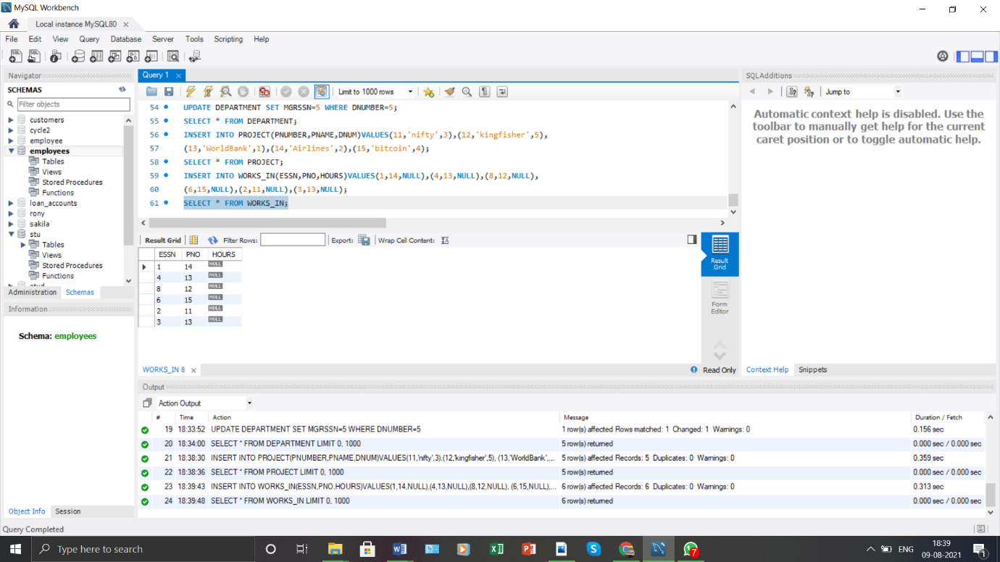 MySQL Workbench
Local instance MySQL80
File Edit View Query Database Server Tools Scripting Help
Navigator
SCHEMAS
Filter objects
customers
cycle2
employee
employees
Tables
Views
Stored Procedures
Functions
loan_accounts
rony
sakila
stu
Tables
Views
Stored Procedures
Functions
Administration Schemas
Information
Schema: employees
Object Info Session
Query 1
Limit to 1000 rows
54 UPDATE DEPARTMENT SET MGRSSN=5 WHERE DNUMBER=5;
55 SELECT * FROM DEPARTMENT;
56 INSERT INTO PROJECT(PNUMBER,PNAME,DNUM)VALUES(11,'nifty',3),(12,'kingfisher',5),
57 (13,'WorldBank',1),(14,'Airlines',2),(15,'bitcoin',4);
58 SELECT * FROM PROJECT;
59 INSERT INTO WORKS_IN(ESSN,PNO,HOURS)VALUES(1,14,NULL),(4,13,NULL),(8,12,NULL),
60 (6,15,NULL),(2,11,NULL),(3,13,NULL);
61 SELECT * FROM WORKS_IN;
Result Grid Filter Rows: Export: Wrap Cell Content:
ESSN PNO HOURS
1 14 NULL
4 13 NULL
8 12 NULL
6 15 NULL
2 11 NULL
3 13 NULL
Result
Grid
Form
Editor
WORKS_IN 8 Read Only
SQLAdditions
Jump to
Automatic context help is disabled. Use the
toolbar to manually get help for the current
caret position or to toggle automatic help.
Context Help Snippets
Output
Action Output
# Time Action Message Duration / Fetch
19 18:33:52 UPDATE DEPARTMENT SET MGRSSN=5 WHERE DNUMBER=5 1 row(s) affected Rows matched: 1 Changed: 1 Warnings: 0 0.156 sec
20 18:34:00 SELECT * FROM DEPARTMENT LIMIT 0, 1000 5 row(s) returned 0.000 sec / 0.000 sec
21 18:38:30 INSERT INTO PROJECT(PNUMBER,PNAME,DNUM)VALUES(11,'nifty',3),(12,'kingfisher',5), (13,'WorldBank',... 5 row(s) affected Records: 5 Duplicates: 0 Warnings: 0 0.359 sec
22 18:38:36 SELECT * FROM PROJECT LIMIT 0, 1000 5 row(s) returned 0.000 sec / 0.000 sec
23 18:39:43 INSERT INTO WORKS_IN(ESSN,PNO,HOURS)VALUES(1,14,NULL),(4,13,NULL),(8,12,NULL), (6,15,NULL),... 6 row(s) affected Records: 6 Duplicates: 0 Warnings: 0 0.313 sec
24 18:39:48 SELECT * FROM WORKS_IN LIMIT 0, 1000 6 row(s) returned 0.000 sec / 0.000 sec
Query Completed
Type here to search
7
ENG
18:39
09-08-2021
1